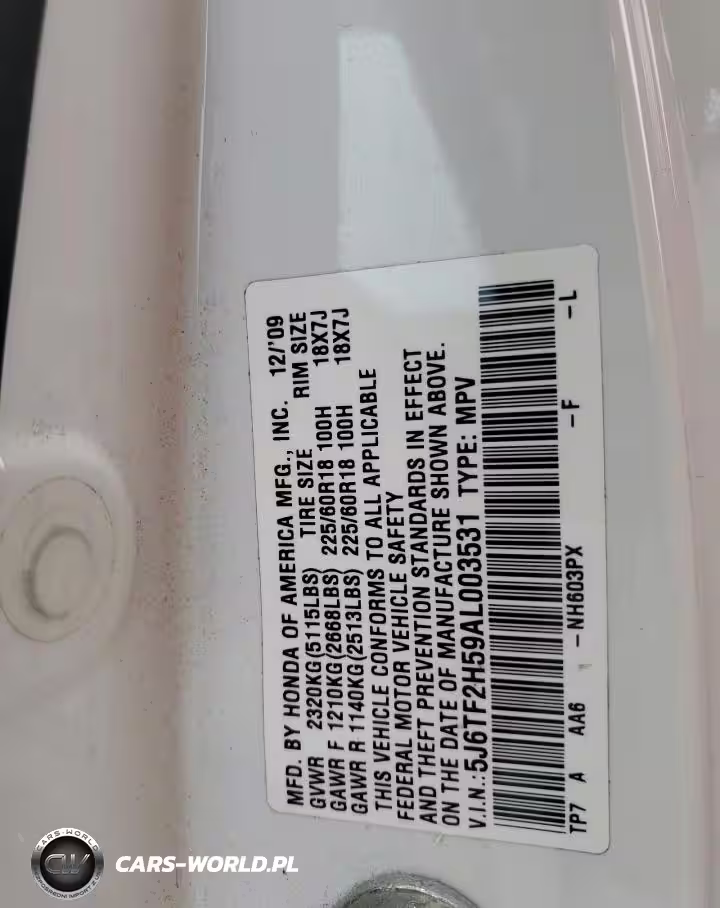 MFD. BY HONDA OF AMERICA MFG., INC. 12/'09
GVWR 2320KG(5115LBS) TIRE SIZE RIM SIZE
GAWR F 1210KG(2668LBS) 225/60R18 100H 18X7J
GAWR R 1140KG(2513LBS) 225/60R18 100H 18X7J
THIS VEHICLE CONFORMS TO ALL APPLICABLE
FEDERAL MOTOR VEHICLE SAFETY
AND THEFT PREVENTION STANDARDS IN EFFECT
ON THE DATE OF MANUFACTURE SHOWN ABOVE.
V.I.N.:5J6TF2H59AL003531 TYPE: MPV
TP7 A AA6 -NH603PX -F -L
CARS-WORLD
CW
CARS-WORLD.PL